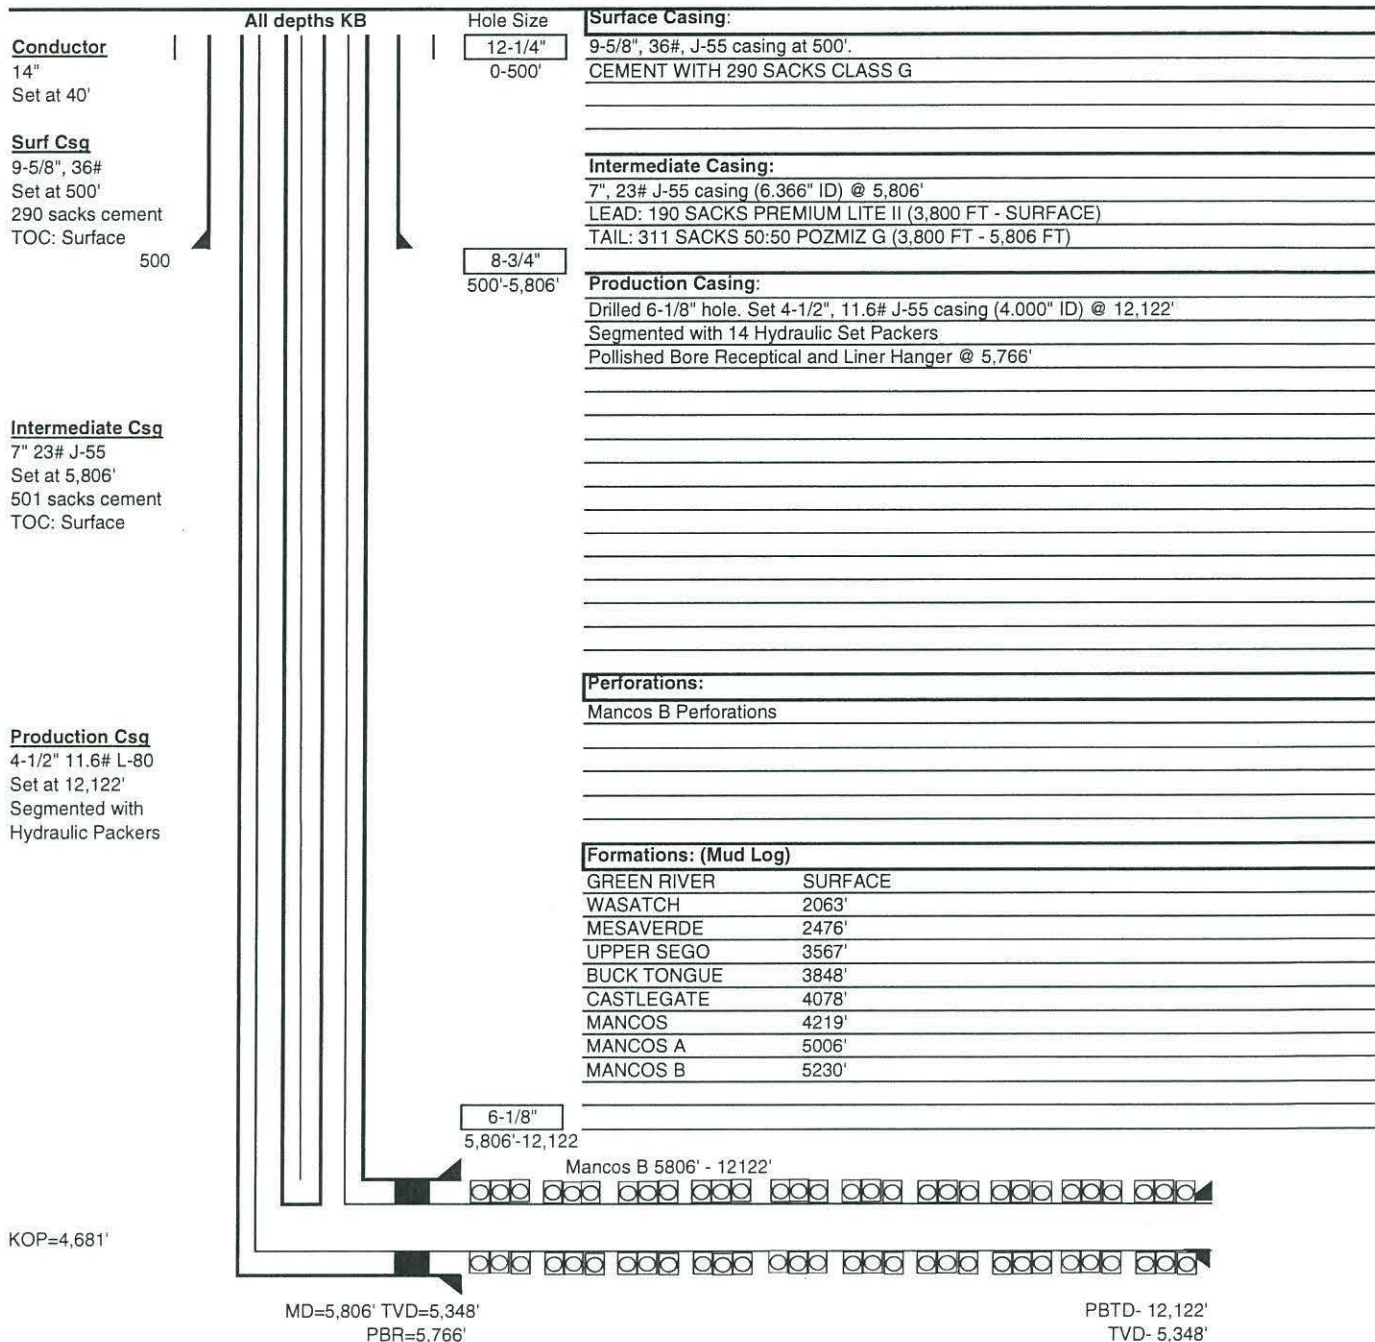 All depths KB
Hole Size
Surface Casing:
Conductor
14"
Set at 40'
12-1/4"
0-500'
9-5/8", 36#, J-55 casing at 500'.
CEMENT WITH 290 SACKS CLASS G
Surf Csg
9-5/8", 36#
Set at 500'
290 sacks cement
TOC: Surface
500
Intermediate Casing:
7", 23# J-55 casing (6.366" ID) @ 5,806'
LEAD: 190 SACKS PREMIUM LITE II (3,800 FT - SURFACE)
TAIL: 311 SACKS 50:50 POZMIZ G (3,800 FT - 5,806 FT)
8-3/4"
500'-5,806'
Production Casing:
Drilled 6-1/8" hole. Set 4-1/2", 11.6# J-55 casing (4.000" ID) @ 12,122'
Segmented with 14 Hydraulic Set Packers
Pollished Bore Receptical and Liner Hanger @ 5,766'
Intermediate Csg
7" 23# J-55
Set at 5,806'
501 sacks cement
TOC: Surface
Perforations:
Mancos B Perforations
Production Csg
4-1/2" 11.6# L-80
Set at 12,122'
Segmented with
Hydraulic Packers
Formations: (Mud Log)
GREEN RIVER SURFACE
WASATCH 2063'
MESAVERDE 2476'
UPPER SEGO 3567'
BUCK TONGUE 3848'
CASTLEGATE 4078'
MANCOS 4219'
MANCOS A 5006'
MANCOS B 5230'
6-1/8"
5,806'-12,122
Mancos B 5806' - 12122'
KOP=4,681'
MD=5,806' TVD=5,348'
PBR=5.766'
PBTD- 12,122'
TVD- 5,348'